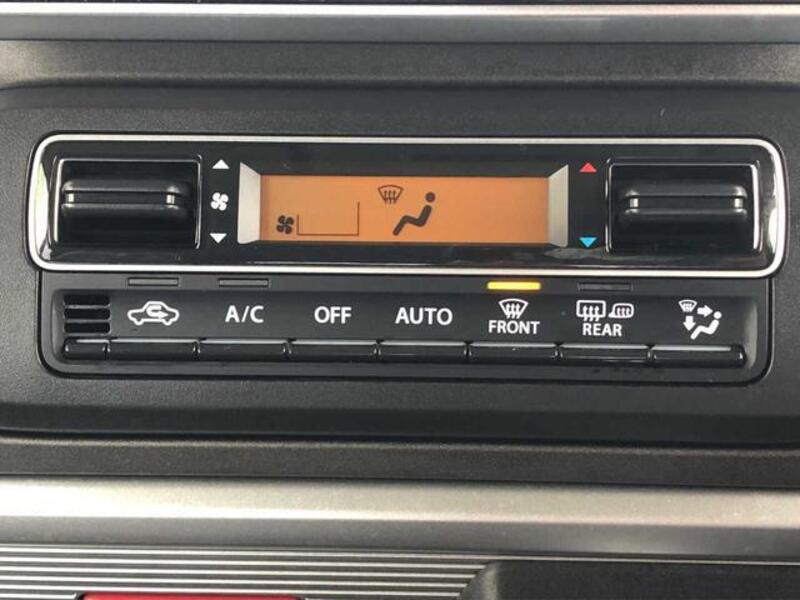 A/C OFF AUTO FRONT REAR